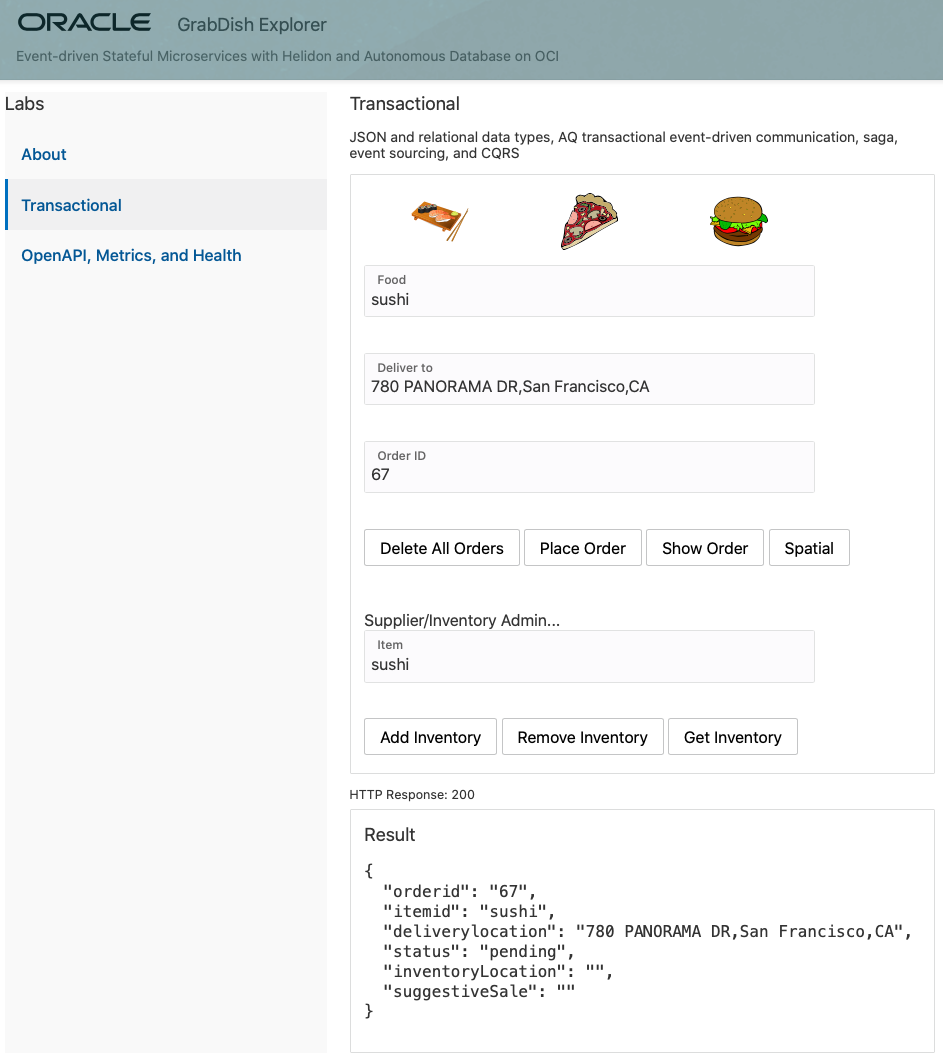 ORACLE GrabDish Explorer
Event-driven Stateful Microservices with Helidon and Autonomous Database on OCI
Labs
About
Transactional
OpenAPI, Metrics, and Health
Transactional
JSON and relational data types, AQ transactional event-driven communication, saga,
event sourcing, and CQRS
Food
sushi
Deliver to
780 PANORAMA DR,San Francisco,CA
Order ID
67
Delete All Orders Place Order Show Order Spatial
Supplier/Inventory Admin...
Item
sushi
Add Inventory Remove Inventory Get Inventory
HTTP Response: 200
Result
{
  "orderid": "67",
  "itemid": "sushi",
  "deliverylocation": "780 PANORAMA DR,San Francisco,CA",
  "status": "pending",
  "inventoryLocation": "",
  "suggestiveSale": ""
}